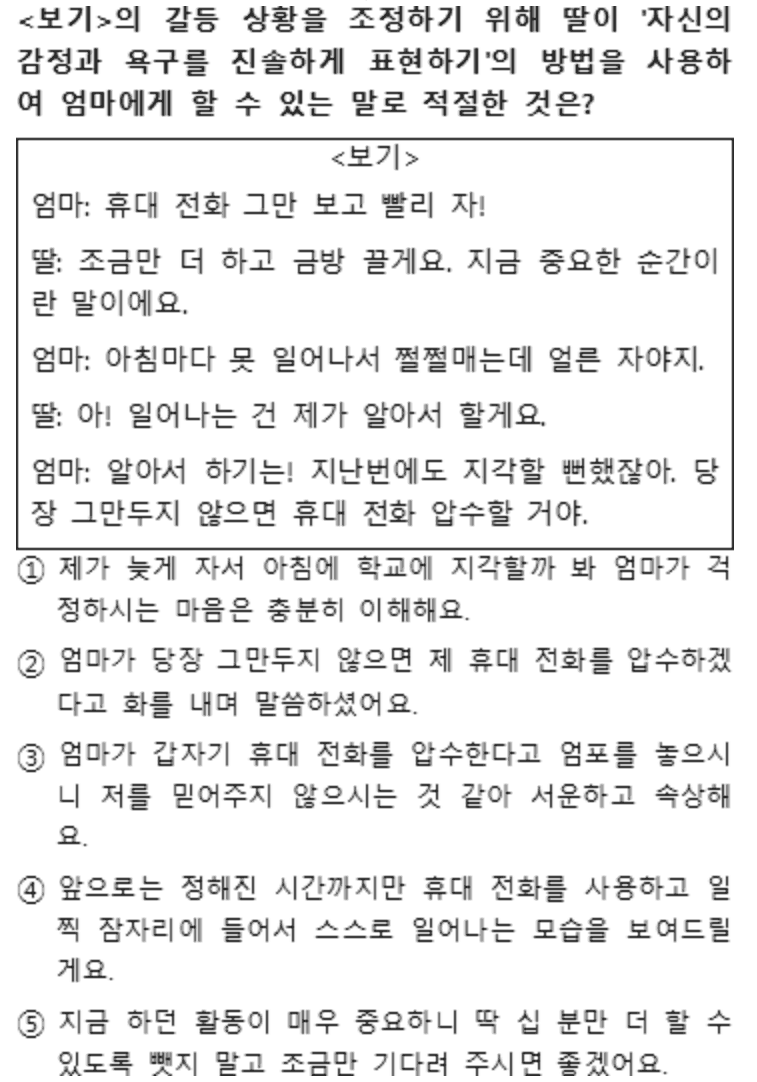 <보기>의 갈등 상황을 조정하기 위해 딸이 '자신의
감정과 욕구를 진솔하게 표현하기'의 방법을 사용하
여 엄마에게 할 수 있는 말로 적절한 것은?
<보기>
엄마: 휴대 전화 그만 보고 빨리 자!
딸: 조금만 더 하고 금방 끌게요. 지금 중요한 순간이
란 말이에요.
엄마: 아침마다 못 일어나서 쩔쩔매는데 얼른 자야지.
딸: 아! 일어나는 건 제가 알아서 할게요.
엄마: 알아서 하기는! 지난번에도 지각할 뻔했잖아. 당
장 그만두지 않으면 휴대 전화 압수할 거야.
① 제가 늦게 자서 아침에 학교에 지각할까 봐 엄마가 걱
정하시는 마음은 충분히 이해해요.
② 엄마가 당장 그만두지 않으면 제 휴대 전화를 압수하겠
다고 화를 내며 말씀하셨어요.
③ 엄마가 갑자기 휴대 전화를 압수한다고 엄포를 놓으시
니 저를 믿어주지 않으시는 것 같아 서운하고 속상해
요.
④ 앞으로는 정해진 시간까지만 휴대 전화를 사용하고 일
찍 잠자리에 들어서 스스로 일어나는 모습을 보여드릴
게요.
⑤ 지금 하던 활동이 매우 중요하니 딱 십 분만 더 할 수
있도록 뺏지 말고 조금만 기다려 주시면 좋겠어요.